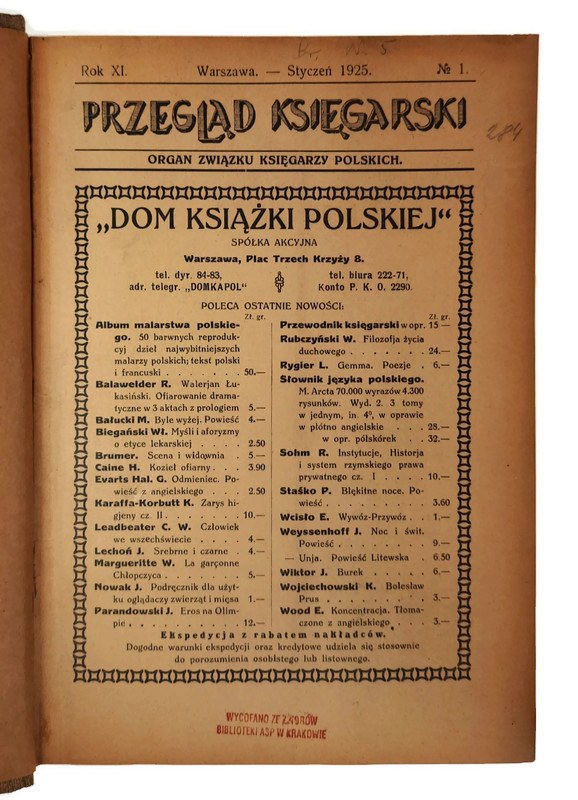 Rok XI. Warszawa. — Styczeń 1925. № 1.
284
PRZEGLĄD KSIĘGARSKI
ORGAN ZWIĄZKU KSIĘGARZY POLSKICH.
„DOM KSIĄŻKI POLSKIEJ“
SPÓŁKA AKCYJNA
Warszawa, Plac Trzech Krzyży 8.
tel. dyr. 84-83,
adr. telegr. „DOMKAPOL“
tel. biura 222-71,
Konto P. K. O. 2290.
POLECA OSTATNIE NOWOŚCI:
Zł. gr.
Album malarstwa polskie-
go. 50 barwnych reproduk-
cyj dzieł najwybitniejszych
malarzy polskich; tekst polski
i francuski . . . . . . . 50.—
Balawelder R. Walerjan Łu-
kasiński. Ofiarowanie drama-
tyczne w 3 aktach z prologiem 5.—
Bałucki M. Byle wyżej. Powieść 4.—
Biegański Wł. Myśli i aforyzmy
o etyce lekarskiej . . . . 2.50
Brumer. Scena i widownia . 5.—
Caine H. Kozieł ofiarny . . . 3.90
Evarts Hal. G. Odmieniec. Po-
wieść z angielskiego . . . 2.50
Karaffa-Korbutt K. Zarys hi-
gjeny cz. II . . . . . . . 10.—
Leadbeater C. W. Człowiek
we wszechświecie . . . . 4.—
Lechoń J. Srebrne i czarne . 4.—
Margueritte W. La garçonne
Chłopczyca . . . . . . . 5.—
Nowak J. Podręcznik dla użyt-
ku oglądaczy zwierząt i mięsa 1.—
Parandowski J. Eros na Olim-
pie . . . . . . . . . . 12.—
Zł. gr.
Przewodnik księgarski w opr. 15 —
Rubczyński W. Filozofja życia
duchowego . . . . . . . 24.—
Rygier L. Gemma. Poezje . 6.—
Słownik języka polskiego.
M. Arcta 70.000 wyrazów 4.300
rysunków. Wyd. 2. 3 tomy
w jednym, in. 4⁰, w oprawie
w płótno angielskie . . . 28.—
w opr. półskórek . . 32.—
Sohm R. Instytucje, Historja
i system rzymskiego prawa
prywatnego cz. I . . . . 10.—
Staśko P. Błękitne noce. Po-
wieść . . . . . . . . . 3.60
Wcisło E. Wywóz-Przywóz . . 1.—
Weyssenhoff J. Noc i świt.
Powieść . . . . . . . . 9.—
— Unja. Powieść Litewska . 6.50
Wiktor J. Burek . . . . . 6.—
Wojciechowski K. Bolesław
Prus . . . . . . . . . 3.—
Wood E. Koncentracja. Tłoma-
czone z angielskiego . . . 3.—
Ekspedycja z rabatem nakładców.
Dogodne warunki ekspedycji oraz kredytowe udziela się stosownie
do porozumienia osobistego lub listownego.
WYCOFANO ZE ZBIORÓW
BIBLIOTEKI ASP W KRAKOWIE